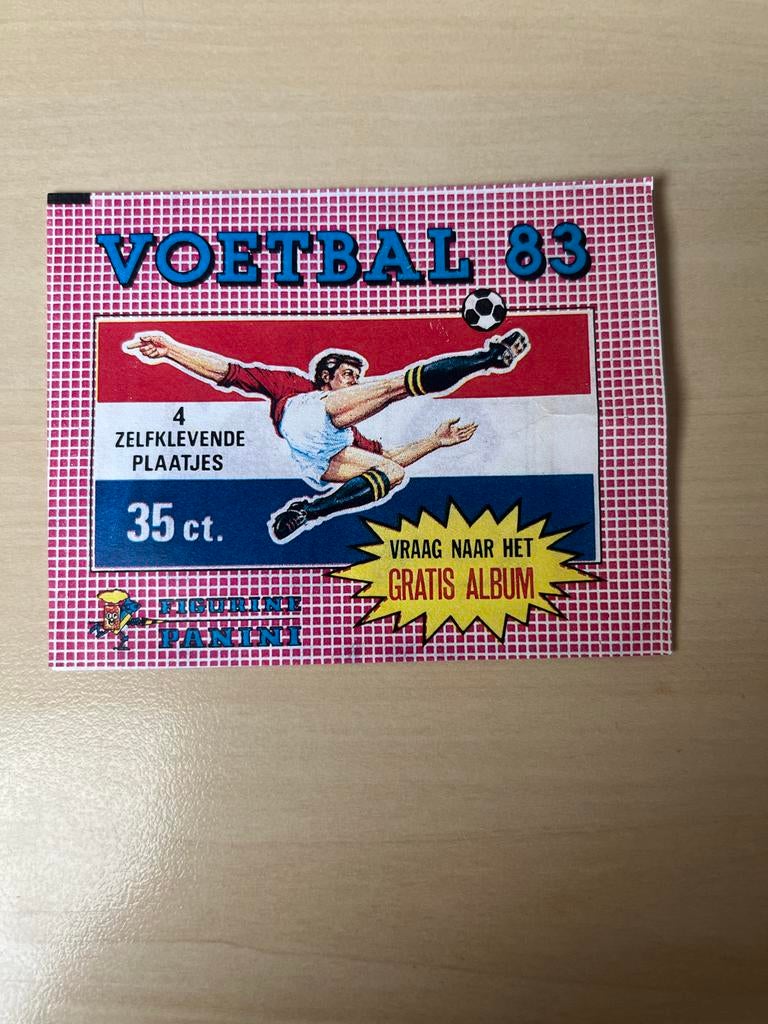 VOETBAL 83
4
ZELFKLEVENDE
PLAATJES
35 ct.
VRAAG NAAR HET
GRATIS ALBUM
FIGURINE
PANINI